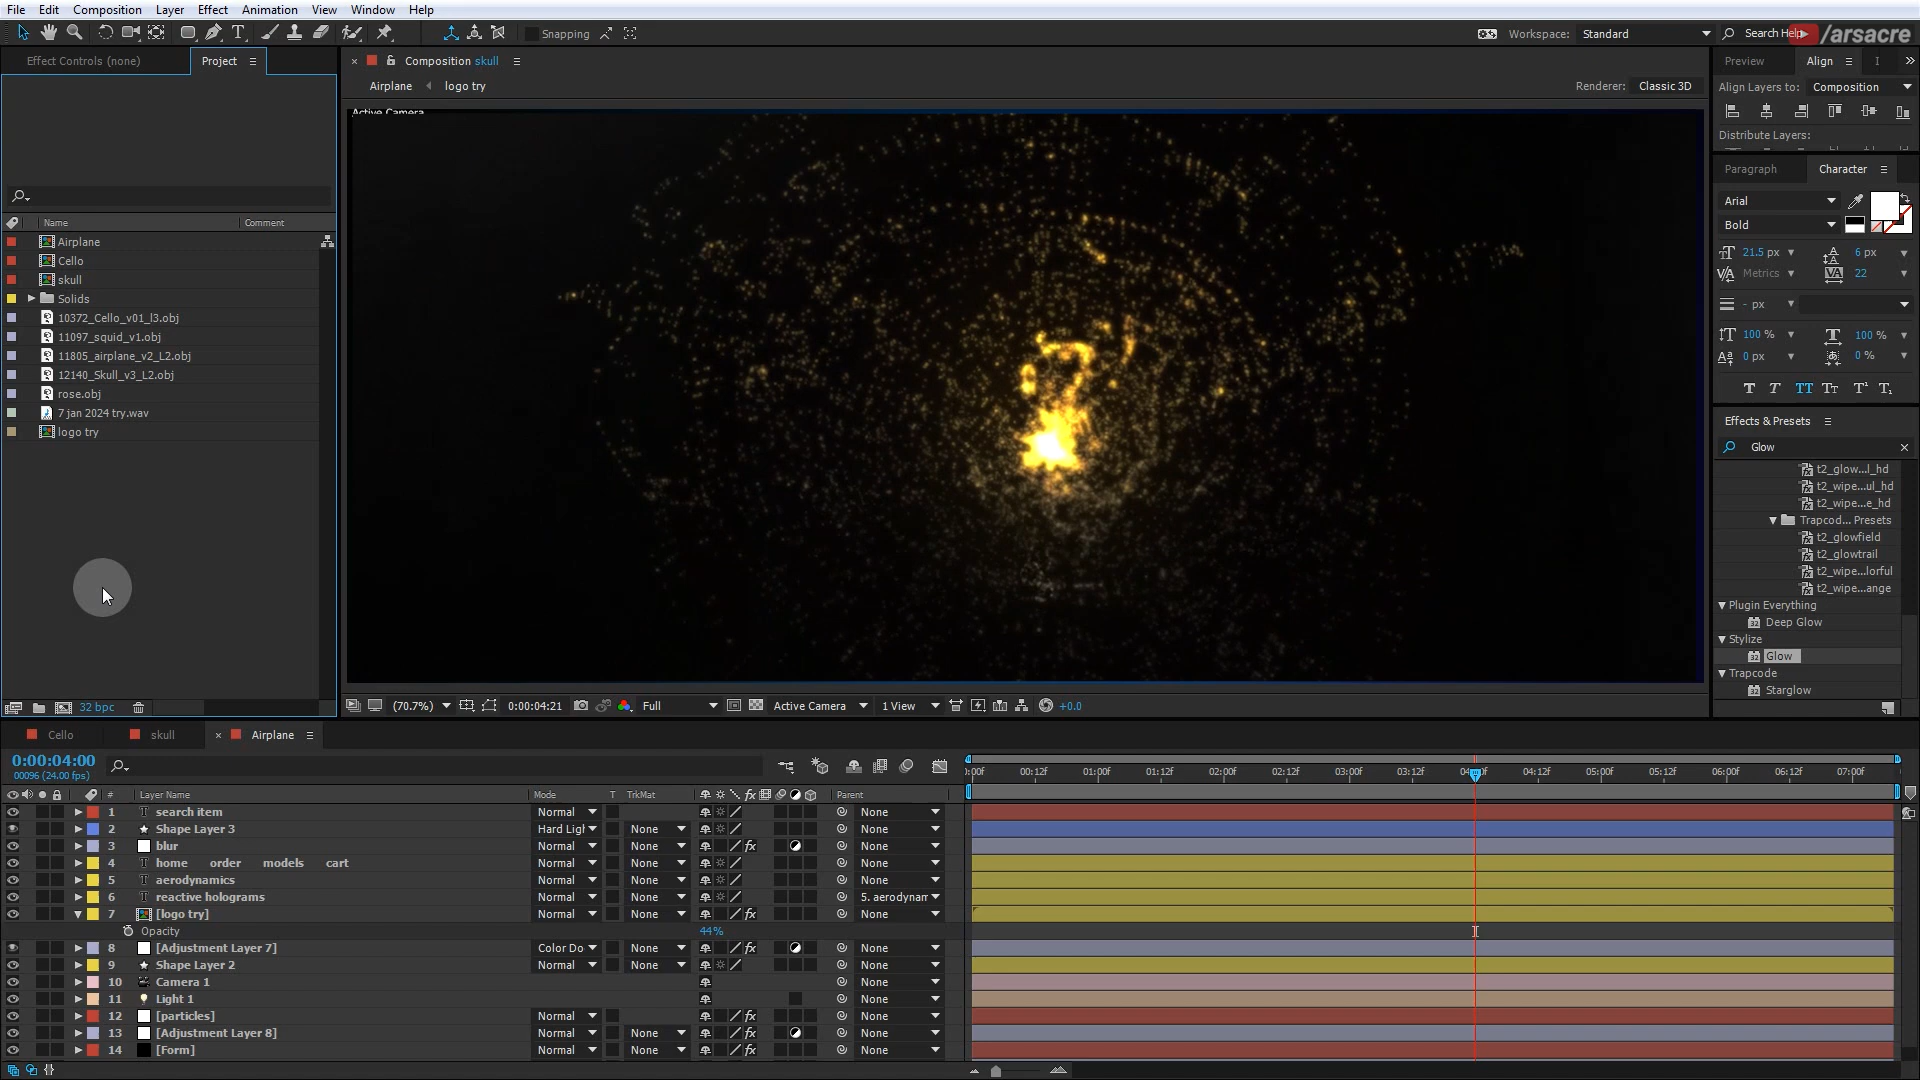 File Edit Composition Layer Effect Animation View Window Help
Snapping
Workspace: Standard
Search Help
/arsacre
Effect Controls (none)
Project
Composition skull
Airplane
logo try
Renderer: Classic 3D
Active Camera
Name
Comment
Airplane
Cello
skull
Solids
10372_Cello_v01_l3.obj
11097_squid_v1.obj
11805_airplane_v2_L2.obj
12140_Skull_v3_L2.obj
rose.obj
7 jan 2024 try.wav
logo try
32 bpc
(70.7%)
0:00:04:21
Full
Active Camera
1 View
+0.0
Preview
Align
Align Layers to: Composition
Distribute Layers:
Paragraph
Character
Arial
Bold
21.5 px
6 px
Metrics
22
- px
100 %
100 %
0 px
0 %
Effects & Presets
Glow
t2_glow...l_hd
t2_wipe...ul_hd
t2_wipe...e_hd
Trapcod... Presets
t2_glowfield
t2_glowtrail
t2_wipe...lorful
t2_wipe...ange
Plugin Everything
Deep Glow
Stylize
Glow
Trapcode
Starglow
Cello
skull
Airplane
0:00:04:00
00096 (24.00 fps)
:00f 00:12f 01:00f 01:12f 02:00f 02:12f 03:00f 03:12f 04:12f 05:00f 05:12f 06:00f 06:12f 07:00f
# Layer Name Mode T TrkMat Parent
1 search item Normal None
2 Shape Layer 3 Hard Ligh None None
3 blur Normal None None
4 home order models cart Normal None None
5 aerodynamics Normal None None
6 reactive holograms Normal None 5. aerodynam
7 [logo try] Normal None None
Opacity 44%
8 [Adjustment Layer 7] Color Do None None
9 Shape Layer 2 Normal None None
10 Camera 1 None
11 Light 1 None
12 [particles] Normal None
13 [Adjustment Layer 8] Normal None None
14 [Form] Normal None None